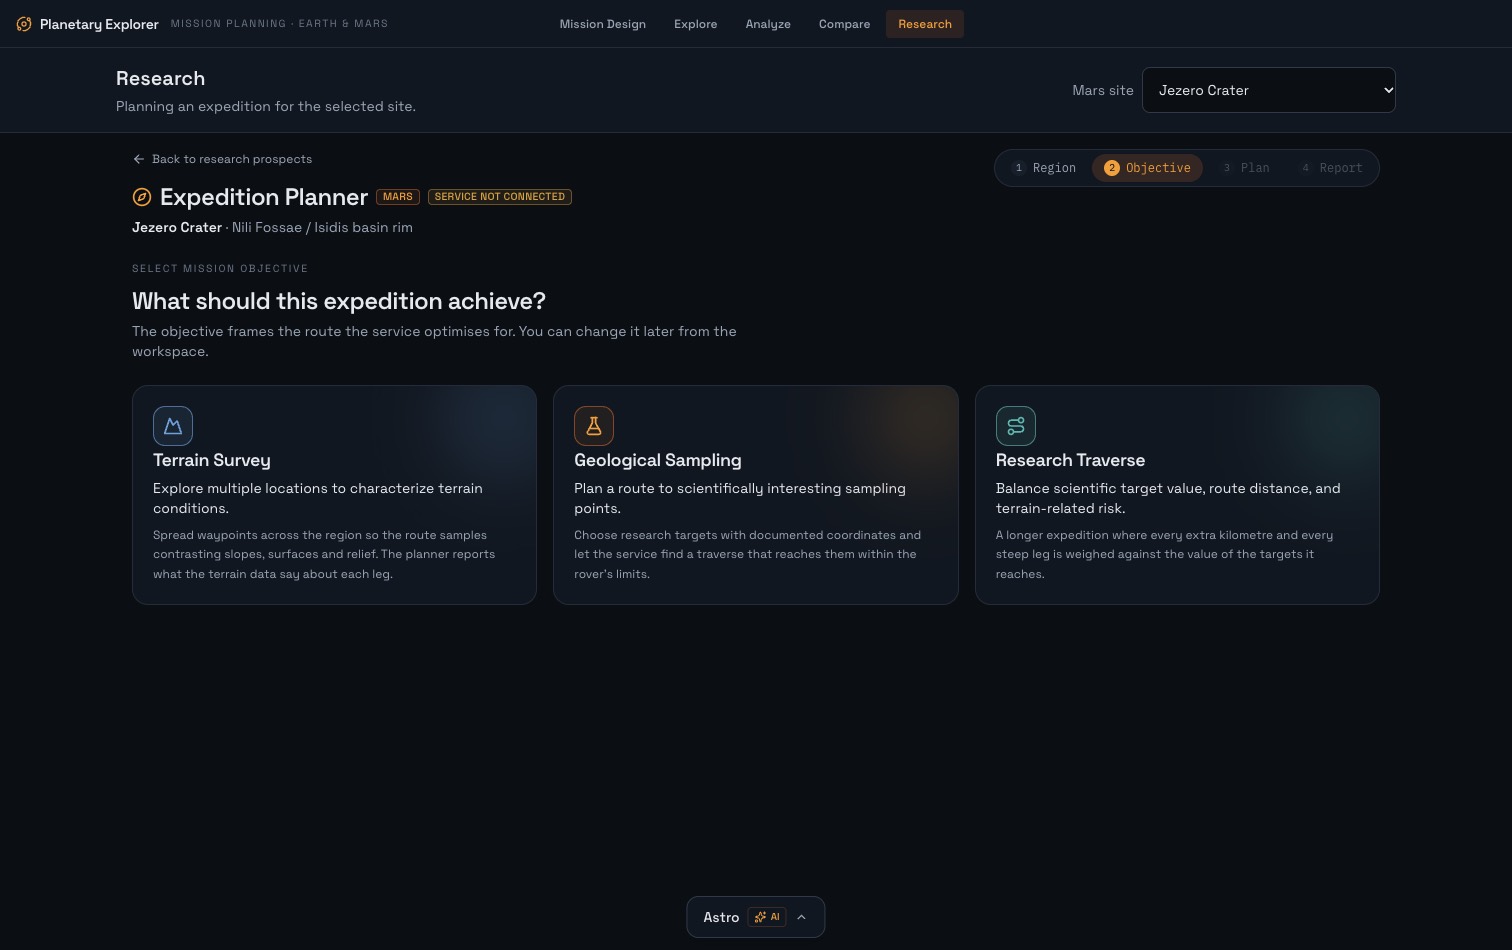 Planetary Explorer MISSION PLANNING · EARTH & MARS
Mission Design Explore Analyze Compare Research
Research
Planning an expedition for the selected site.
Mars site Jezero Crater
Back to research prospects
1 Region 2 Objective 3 Plan 4 Report
Expedition Planner MARS SERVICE NOT CONNECTED
Jezero Crater · Nili Fossae / Isidis basin rim
SELECT MISSION OBJECTIVE
What should this expedition achieve?
The objective frames the route the service optimises for. You can change it later from the
workspace.
Terrain Survey
Explore multiple locations to characterize terrain
conditions.
Spread waypoints across the region so the route samples
contrasting slopes, surfaces and relief. The planner reports
what the terrain data say about each leg.
Geological Sampling
Plan a route to scientifically interesting sampling
points.
Choose research targets with documented coordinates and
let the service find a traverse that reaches them within the
rover's limits.
Research Traverse
Balance scientific target value, route distance, and
terrain-related risk.
A longer expedition where every extra kilometre and every
steep leg is weighed against the value of the targets it
reaches.
Astro AI